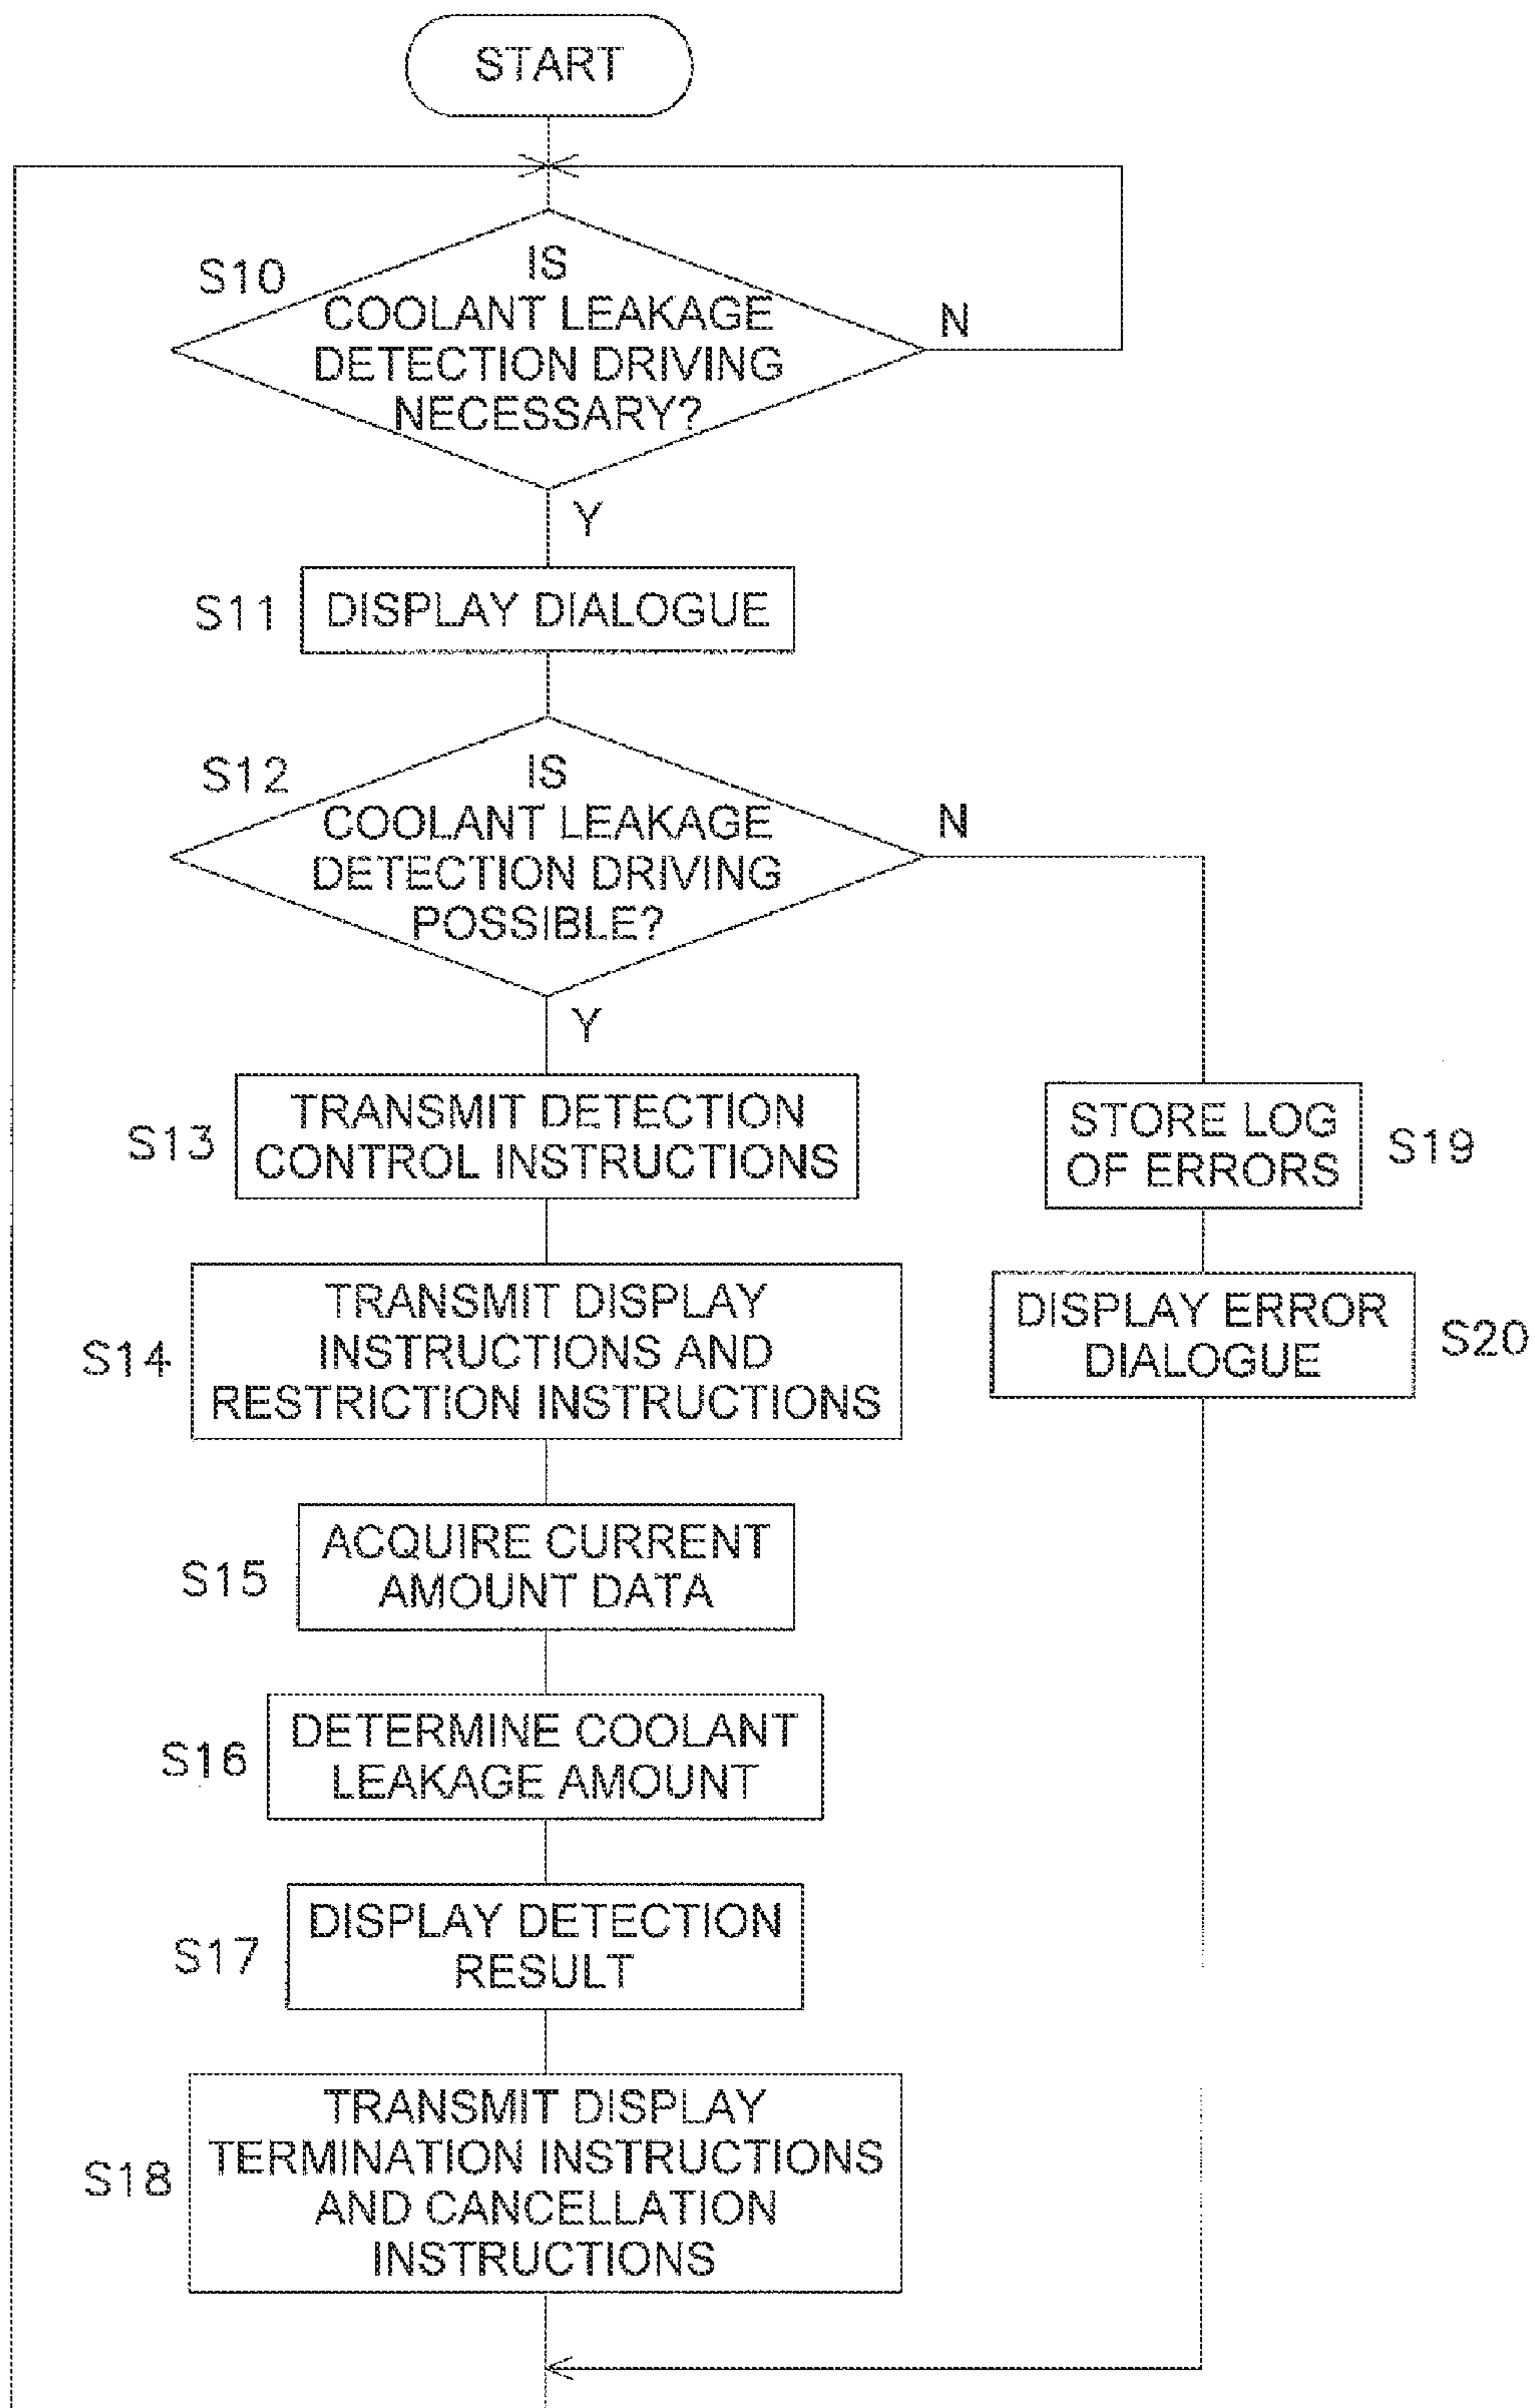 START
S10
IS
COOLANT LEAKAGE
DETECTION DRIVING
NECESSARY?
N
Y
S11
DISPLAY DIALOGUE
S12
IS
COOLANT LEAKAGE
DETECTION DRIVING
POSSIBLE?
N
Y
S13
TRANSMIT DETECTION
CONTROL INSTRUCTIONS
STORE LOG
OF ERRORS
S19
S14
TRANSMIT DISPLAY
INSTRUCTIONS AND
RESTRICTION INSTRUCTIONS
DISPLAY ERROR
DIALOGUE
S20
S15
ACQUIRE CURRENT
AMOUNT DATA
S16
DETERMINE COOLANT
LEAKAGE AMOUNT
S17
DISPLAY DETECTION
RESULT
S18
TRANSMIT DISPLAY
TERMINATION INSTRUCTIONS
AND CANCELLATION
INSTRUCTIONS